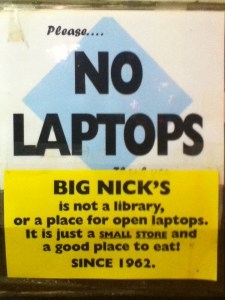 Please....
NO
LAPTOPS
BIG NICK'S
is not a library,
or a place for open laptops.
It is just a SMALL STORE and
a good place to eat!
SINCE 1962.